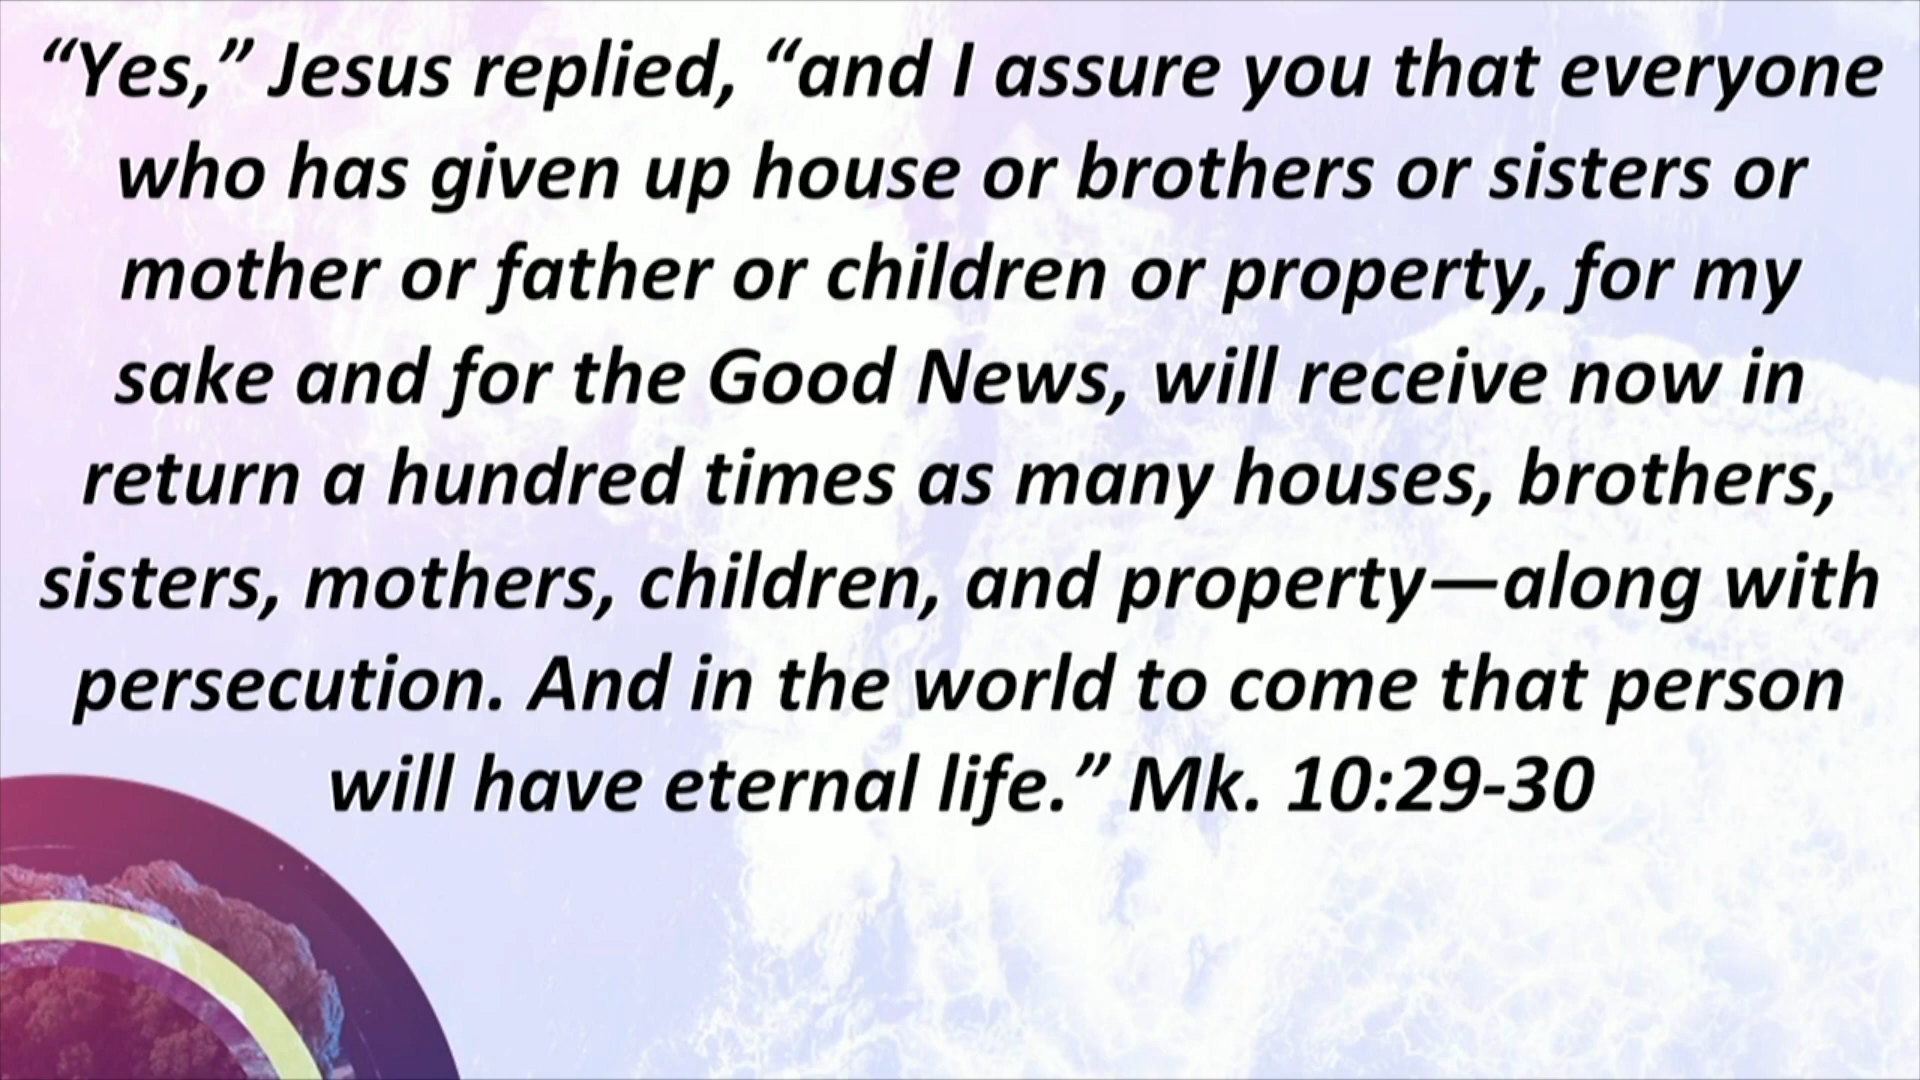 “Yes,” Jesus replied, “and I assure you that everyone
who has given up house or brothers or sisters or
mother or father or children or property, for my
sake and for the Good News, will receive now in
return a hundred times as many houses, brothers,
sisters, mothers, children, and property—along with
persecution. And in the world to come that person
will have eternal life.” Mk. 10:29-30